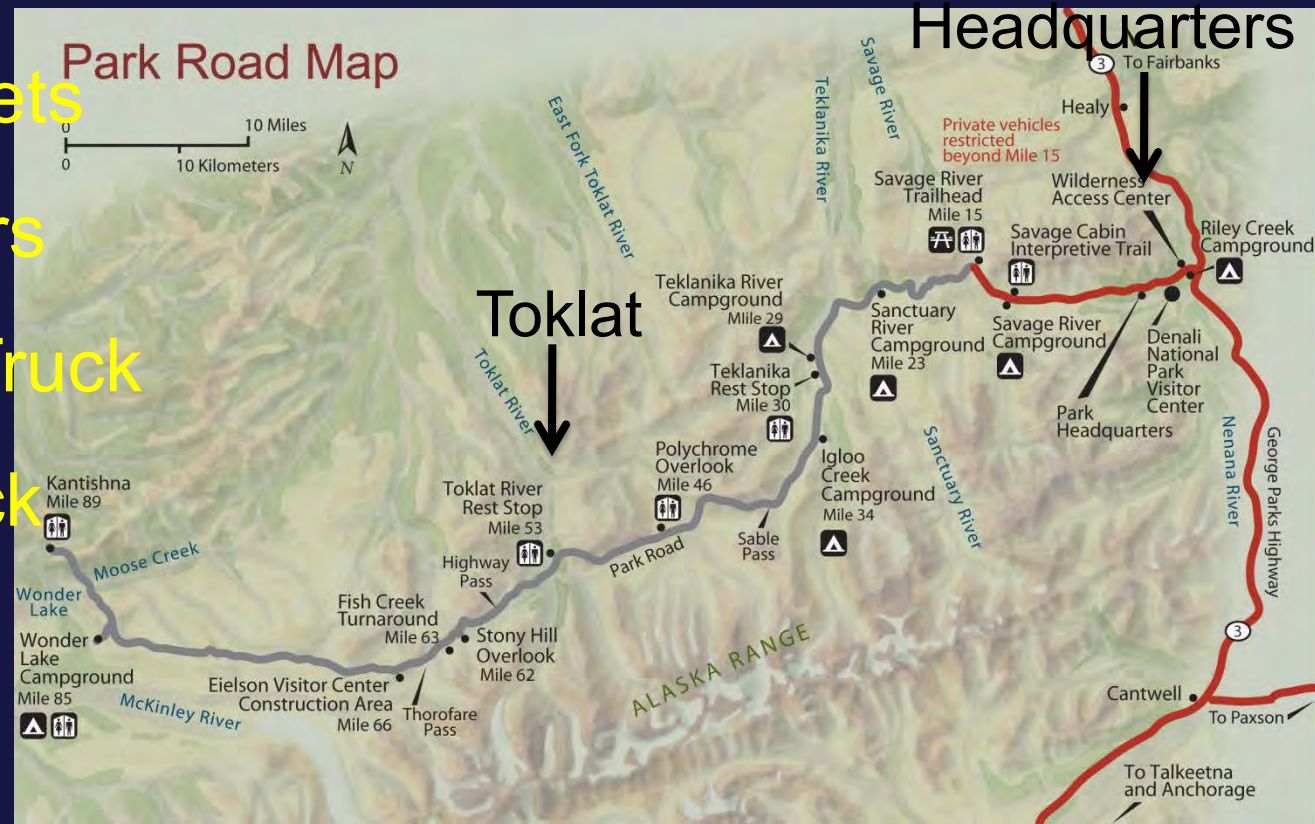 Headquarters
Park Road Map
ets
0
10 Miles
0
10 Kilometers
N
rs
Toklat
Truck
ck
3
To Fairbanks
Healy
Private vehicles
restricted
beyond Mile 15
Savage River
Teklanika River
East Fork Toklat River
Toklat River
Savage River
Trailhead
Mile 15
Wilderness
Access Center
Savage Cabin
Interpretive Trail
Riley Creek
Campground
Teklanika River
Campground
MIle 29
Teklanika
Rest Stop
Mile 30
Sanctuary
River
Campground
Mile 23
Savage River
Campground
Denali
National
Park
Visitor
Center
Park
Headquarters
Polychrome
Overlook
Mile 46
Igloo
Creek
Campground
Mile 34
Sanctuary River
Nenana River
George Parks Highway
Kantishna
Mile 89
Toklat River
Rest Stop
Mile 53
Sable
Pass
Park Road
Moose Creek
Highway
Pass
Wonder
Lake
Fish Creek
Turnaround
Mile 63
Stony Hill
Overlook
Mile 62
Wonder
Lake
Campground
Mile 85
Eielson Visitor Center
Construction Area
Mile 66
Thorofare
Pass
McKinley River
ALASKA RANGE
3
Cantwell
To Paxson
To Talkeetna
and Anchorage